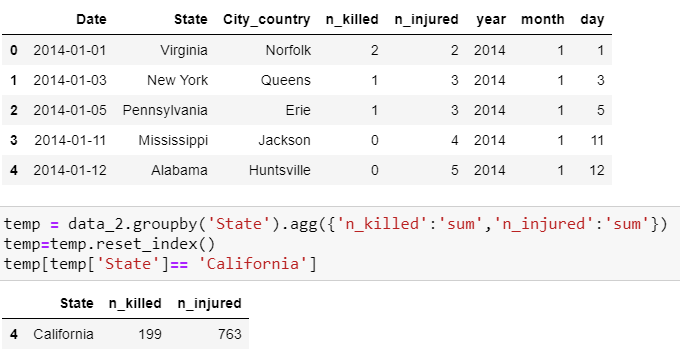 Date State City_country n_killed n_injured year month day
0 2014-01-01 Virginia Norfolk 2 2 2014 1 1
1 2014-01-03 New York Queens 1 3 2014 1 3
2 2014-01-05 Pennsylvania Erie 1 3 2014 1 5
3 2014-01-11 Mississippi Jackson 0 4 2014 1 11
4 2014-01-12 Alabama Huntsville 0 5 2014 1 12
temp = data_2.groupby('State').agg({'n_killed':'sum','n_injured':'sum'})
temp=temp.reset_index()
temp[temp['State']== 'California']
State n_killed n_injured
4 California 199 763